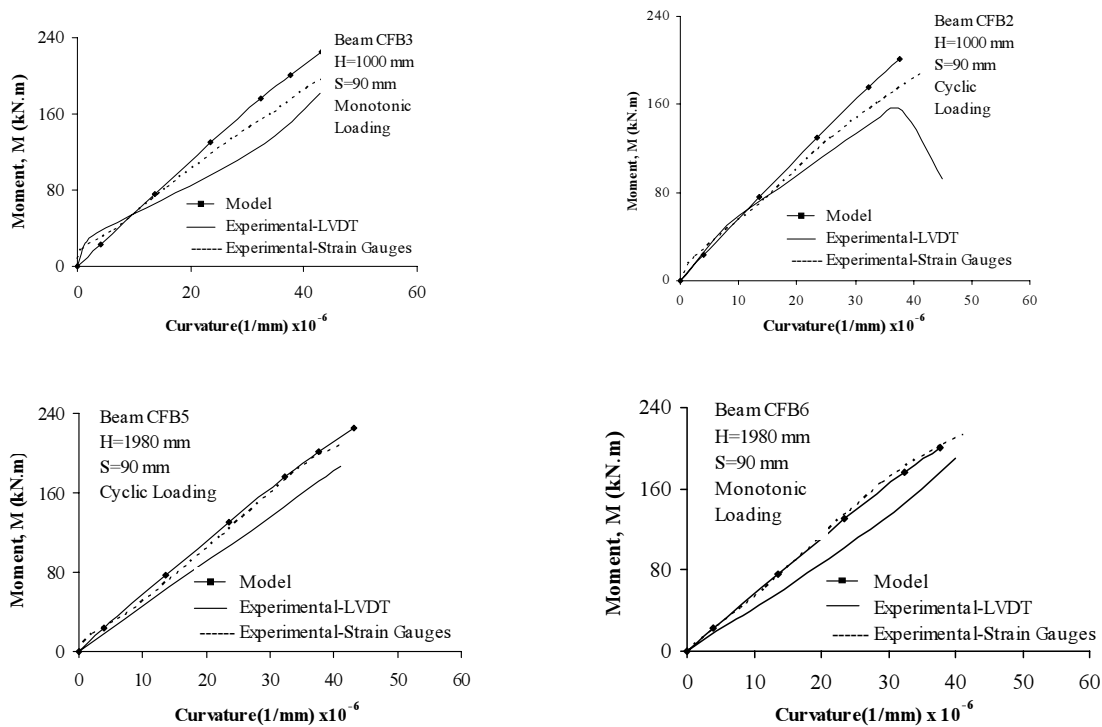 Beam CFB3
H=1000 mm
S=90 mm
Monotonic
Loading
Moment, M (kN.m)
240
160
80
0
Model
Experimental-LVDT
Experimental-Strain Gauges
0 20 40 60
Curvature(1/mm) x10⁻⁶
Beam CFB2
H=1000 mm
S=90 mm
Cyclic
Loading
Moment, M (kN.m)
240
160
80
0
Model
Experimental-LVDT
Experimental-Strain Gauges
0 10 20 30 40 50 60
Curvature(1/mm) x10⁻⁶
Beam CFB5
H=1980 mm
S=90 mm
Cyclic Loading
Moment, M (kN.m)
240
160
80
0
Model
Experimental-LVDT
Experimental-Strain Gauges
0 10 20 30 40 50 60
Curvature(1/mm) x10⁻⁶
Beam CFB6
H=1980 mm
S=90 mm
Monotonic
Loading
Moment, M (kN.m)
240
160
80
0
Model
Experimental-LVDT
Experimental-Strain Gauges
0 10 20 30 40 50 60
Curvature(1/mm) x 10⁻⁶